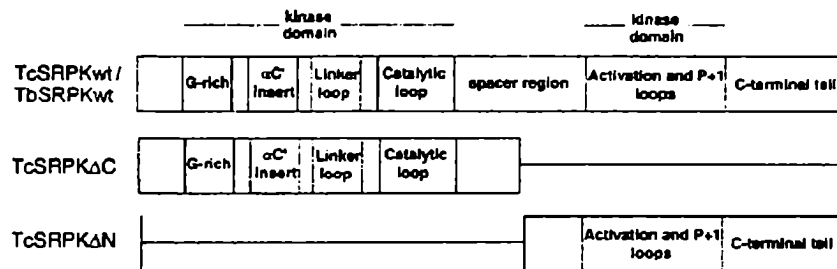 kinase
domain
kinase
domain
TcSRPKwt /
TbSRPKwt
G-rich
αC'
insert
Linker
loop
Catalytic
loop
spacer region
Activation and P+1
loops
C-terminal tail
TcSRPKΔC
G-rich
αC'
insert
Linker
loop
Catalytic
loop
TcSRPKΔN
Activation and P+1
loops
C-terminal tail